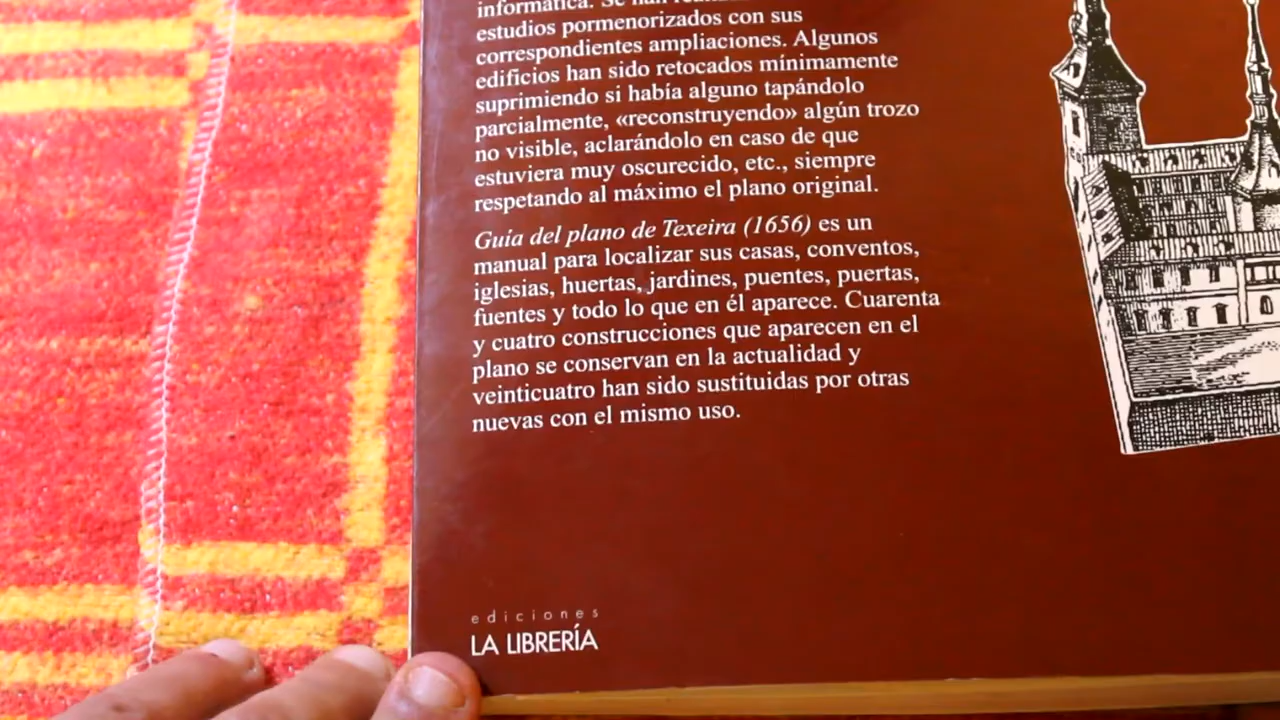 informática. Se han
estudios pormenorizados con sus
correspondientes ampliaciones. Algunos
edificios han sido retocados mínimamente
suprimiendo si había alguno tapándolo
parcialmente, «reconstruyendo» algún trozo
no visible, aclarándolo en caso de que
estuviera muy oscurecido, etc., siempre
respetando al máximo el plano original.
Guía del plano de Texeira (1656) es un
manual para localizar sus casas, conventos,
iglesias, huertas, jardines, puentes, puertas,
fuentes y todo lo que en él aparece. Cuarenta
y cuatro construcciones que aparecen en el
plano se conservan en la actualidad y
veinticuatro han sido sustituidas por otras
nuevas con el mismo uso.
ediciones
LA LIBRERÍA